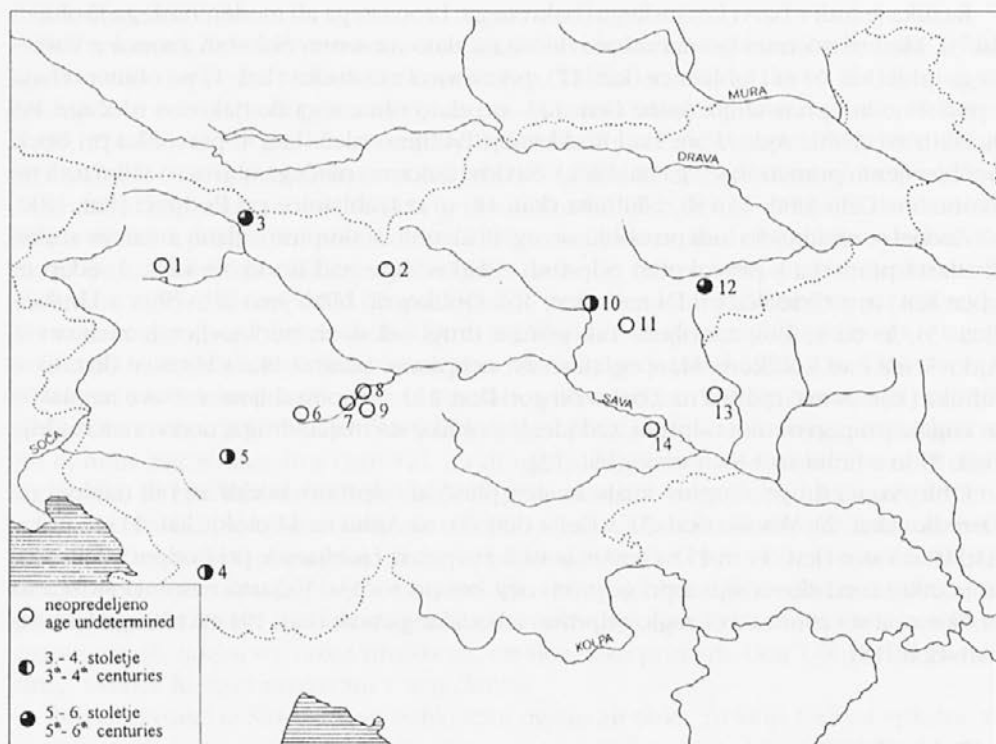 MURA
DRAVA
3
1
2
12
10
11
8
SAVA
13
6
9
14
SOČA
5
4
KOLPA
neopredeljeno
age undetermined
3.- 4. stoletje
3ʰ- 4ᵗʰ centuries
5.- 6. stoletje
5ᵗʰ- 6ᵗʰ centuries